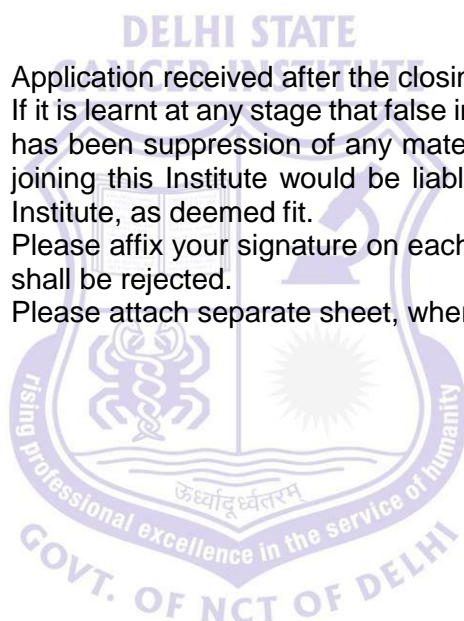 DELHI STATE
CANCER INSTITUTE
Application received after the closin
If it is learnt at any stage that false in
has been suppression of any mate
joining this Institute would be liabl
Institute, as deemed fit.
Please affix your signature on each
shall be rejected.
Please attach separate sheet, wher
rising professional excellence in the service of humanity
ऊर्ध्वादूर्ध्वतरम्
GOVT. OF NCT OF DELHI